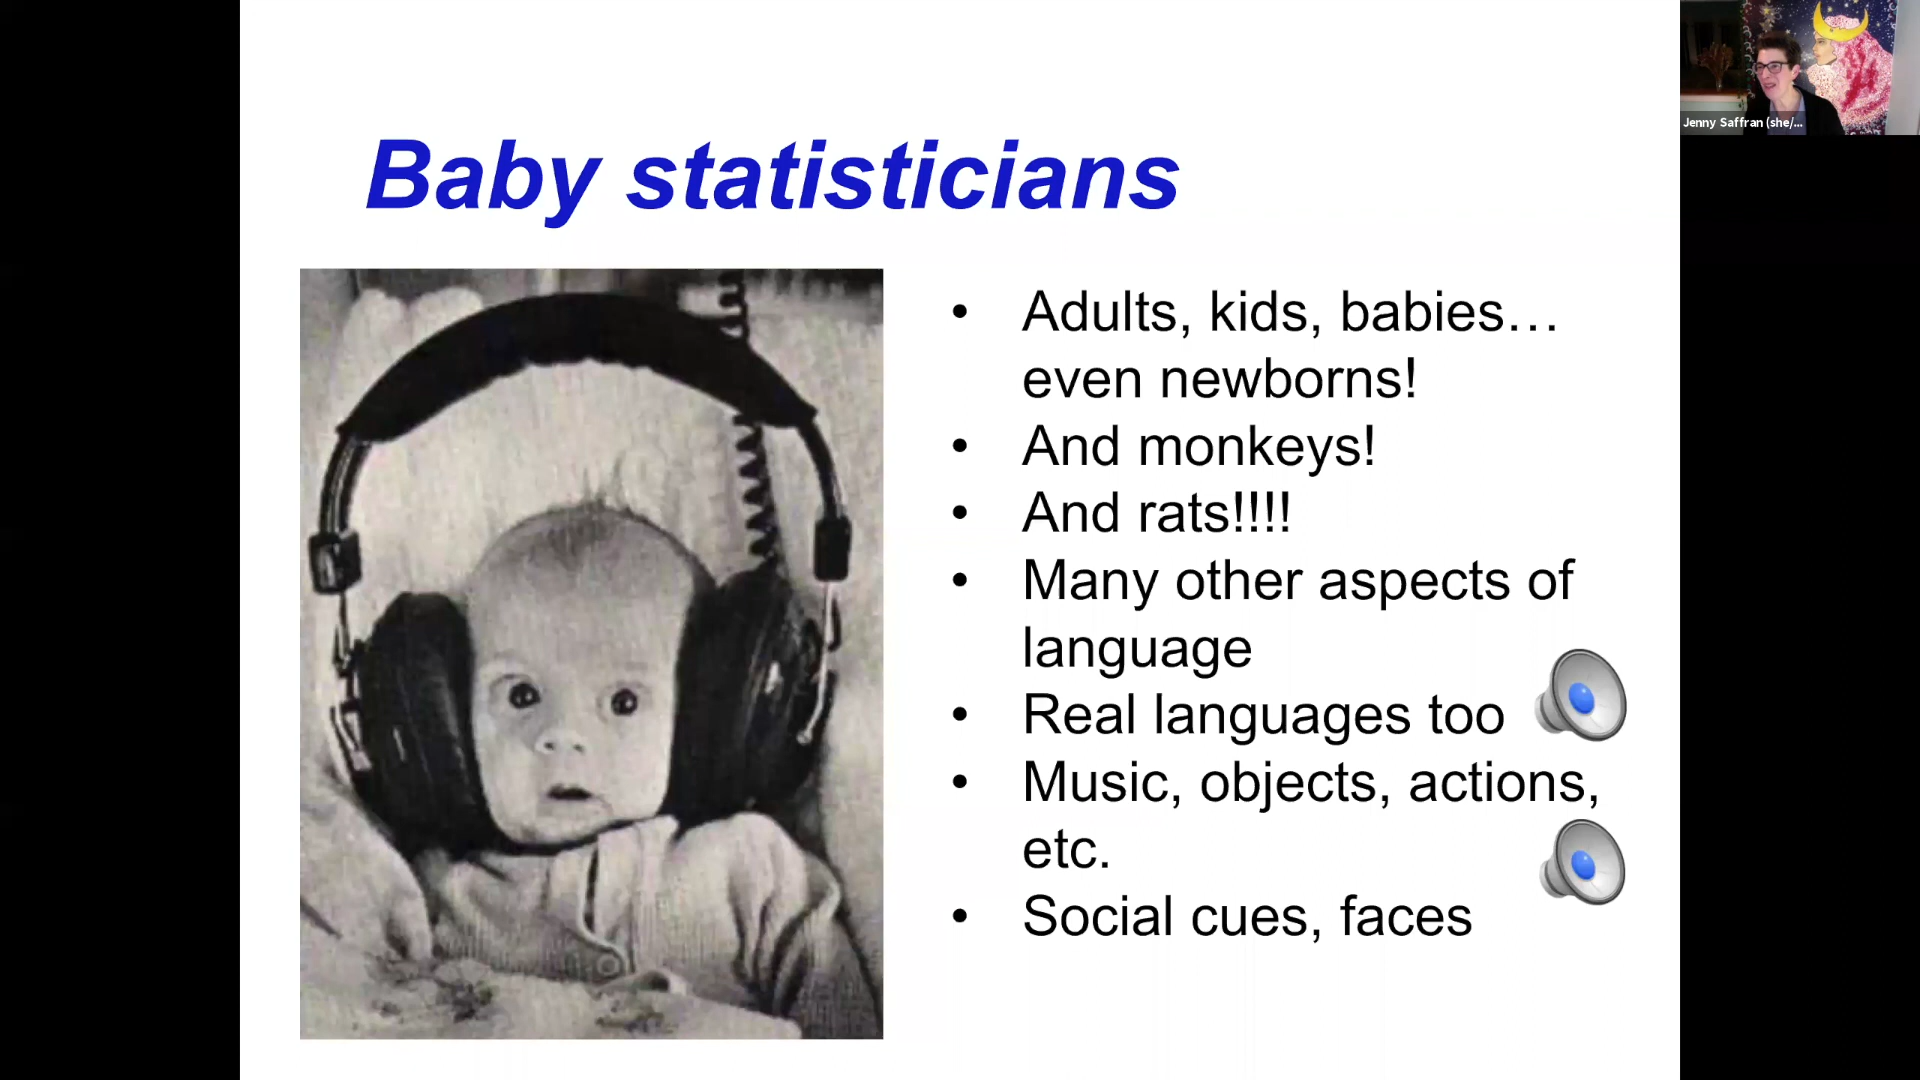 Jenny Saffran (she/...
Baby statisticians
• Adults, kids, babies…
even newborns!
• And monkeys!
• And rats!!!!
• Many other aspects of
language
• Real languages too
• Music, objects, actions,
etc.
• Social cues, faces